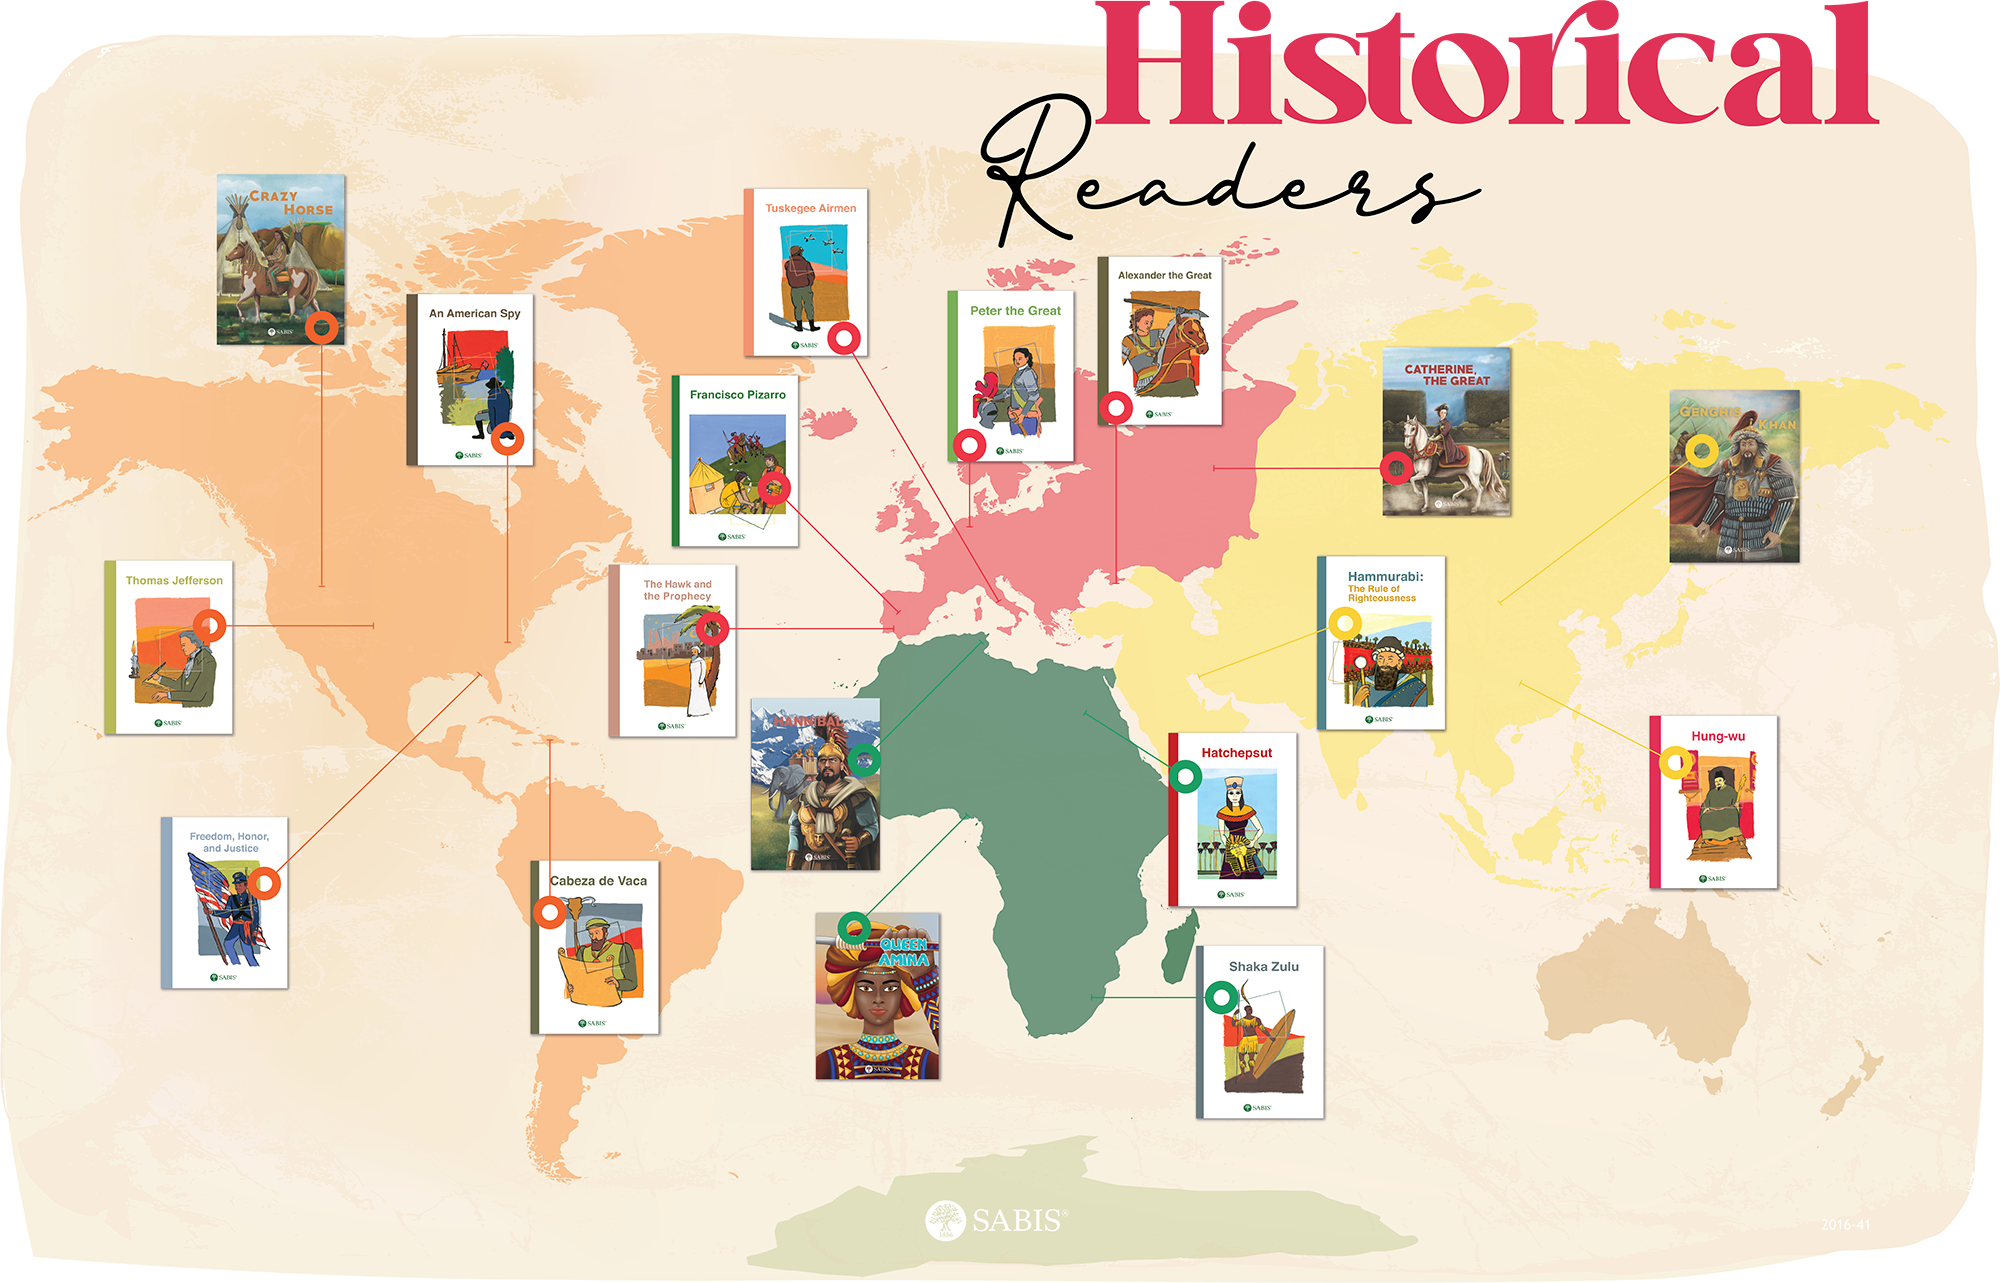 Historical
Readers
CRAZY
HORSE
SABIS
An American Spy
SABIS
Tuskegee Airmen
SABIS
Francisco Pizarro
SABIS
Peter the Great
SABIS
Alexander the Great
SABIS
CATHERINE,
THE GREAT
SABIS
GENGHIS
KHAN
SABIS
Thomas Jefferson
SABIS
The Hawk and
the Prophecy
SABIS
Hammurabi:
The Rule of
Righteousness
SABIS
HANNIBAL
SABIS
Hatchepsut
SABIS
Hung-wu
SABIS
Freedom, Honor,
and Justice
SABIS
Cabeza de Vaca
SABIS
QUEEN
AMINA
SABIS
Shaka Zulu
SABIS
SABIS®
1886
2016-41